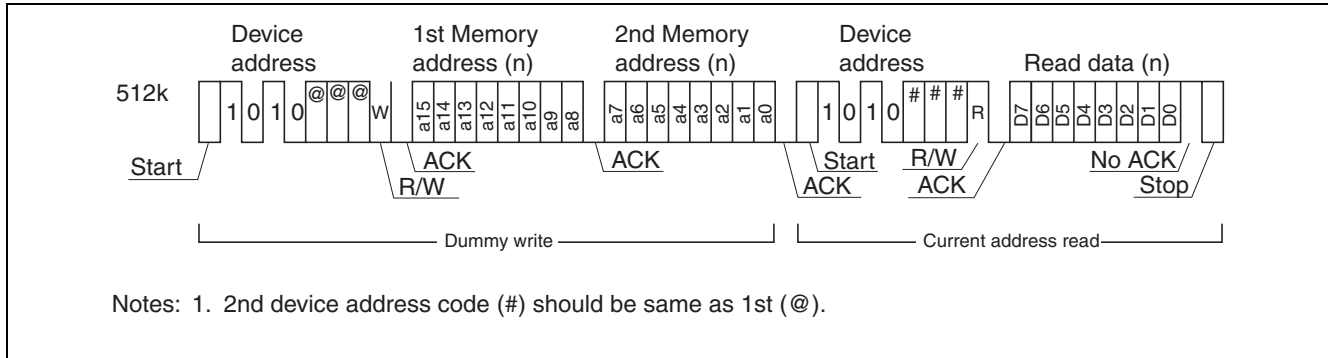 Device address 1st Memory address (n) 2nd Memory address (n) Device address Read data (n)
512k
1 0 1 0 @ @ @ W a15 a14 a13 a12 a11 a10 a9 a8 a7 a6 a5 a4 a3 a2 a1 a0 1 0 1 0 # # # R D7 D6 D5 D4 D3 D2 D1 D0
Start ACK ACK Start R/W No ACK
R/W ACK ACK Stop
Dummy write Current address read
Notes: 1. 2nd device address code (#) should be same as 1st (@).